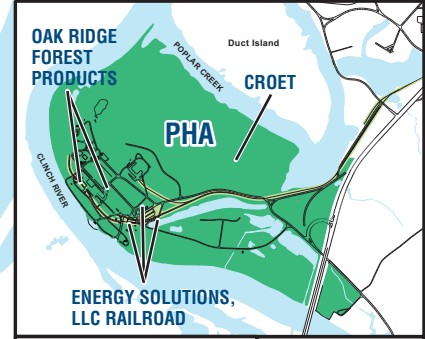 OAK RIDGE
FOREST
PRODUCTS
POPLAR CREEK
Duct Island
CROET
PHA
CLINCH RIVER
ENERGY SOLUTIONS,
LLC RAILROAD